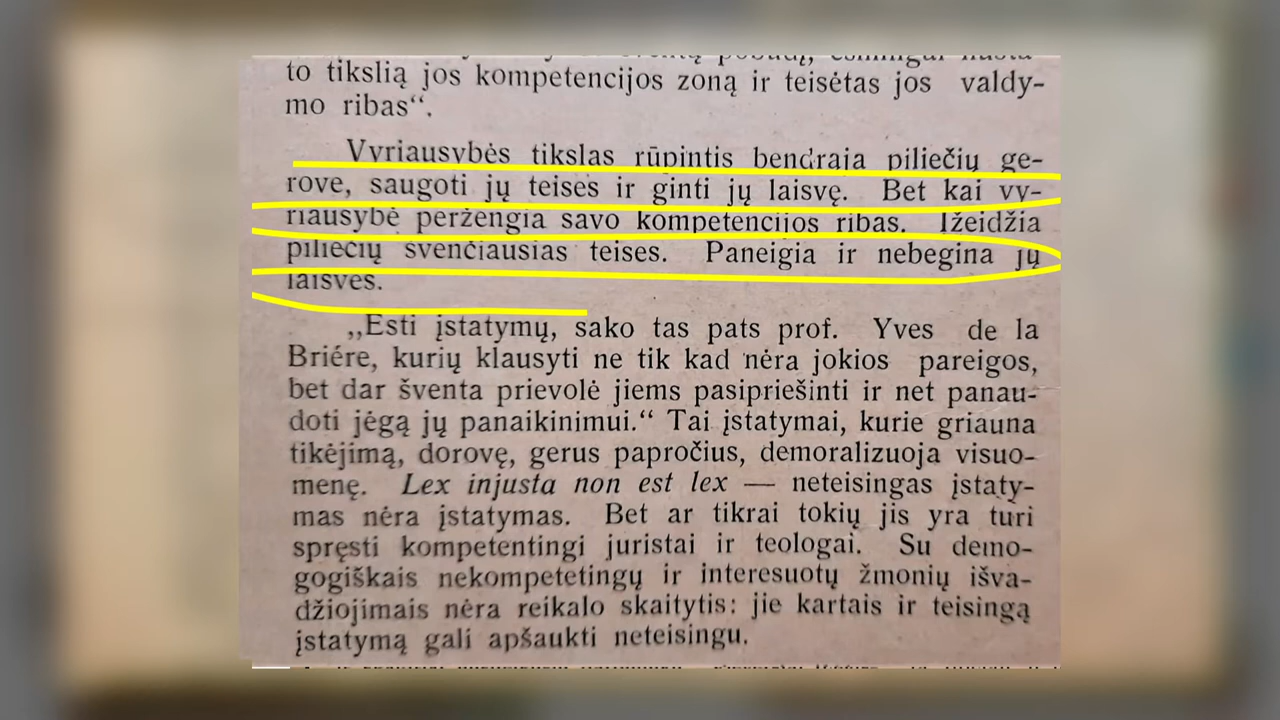 to tikslią jos kompetencijos zoną ir teisėtas jos valdy-
mo ribas“.
Vyriausybės tikslas rūpintis bendraja piliečių ge-
rove, saugoti jų teises ir ginti jų laisvę. Bet kai vy-
riausybė peržengia savo kompetencijos ribas. Ižeidžia
piliečių švenčiausias teises. Paneigia ir nebegina jų
laisvės.
„Esti įstatymų, sako tas pats prof. Yves de la
Briére, kurių klausyti ne tik kad nėra jokios pareigos,
bet dar šventa prievolė jiems pasipriešinti ir net panau-
doti jėgą jų panaikinimui.“ Tai įstatymai, kurie griauna
tikėjimą, dorovę, gerus papročius, demoralizuoja visuo-
menę. Lex injusta non est lex — neteisingas įstaty-
mas nėra įstatymas. Bet ar tikrai tokių jis yra turi
spręsti kompetentingi juristai ir teologai. Su demo-
gogiškais nekompetetingų ir interesuotų žmonių išva-
džiojimais nėra reikalo skaitytis: jie kartais ir teisingą
įstatymą gali apšaukti neteisingu.